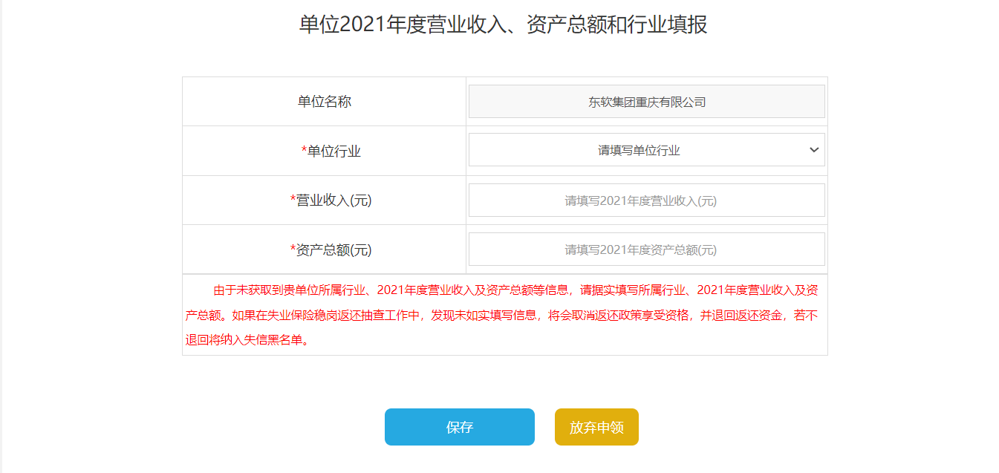 单位2021年度营业收入、资产总额和行业填报
单位名称
东软集团重庆有限公司
*单位行业
请填写单位行业
*营业收入(元)
请填写2021年度营业收入(元)
*资产总额(元)
请填写2021年度资产总额(元)
由于未获取到贵单位所属行业、2021年度营业收入及资产总额等信息，请据实填写所属行业、2021年度营业收入及资
产总额。如果在失业保险稳岗返还抽查工作中，发现未如实填写信息，将会取消返还政策享受资格，并退回返还资金，若不
退回将纳入失信黑名单。
保存
放弃申领